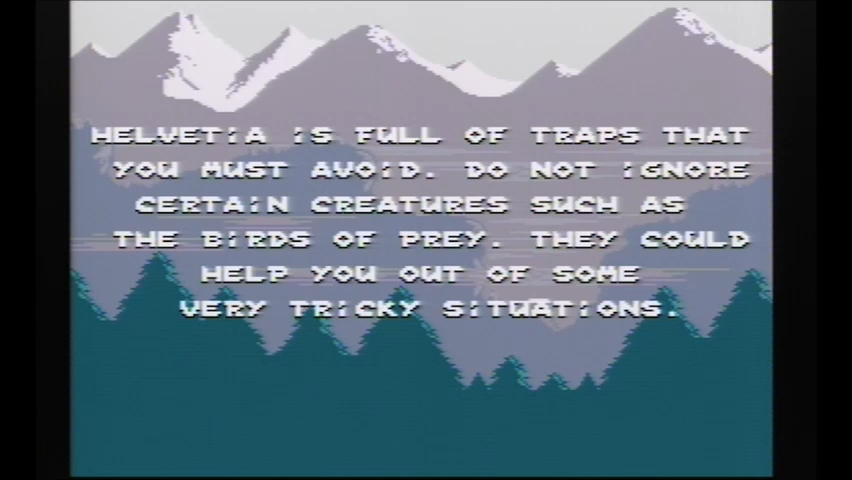 HELVETiA iS FULL OF TRAPS THAT
YOU MUST AVOiD. DO NOT iGNORE
CERTAiN CREATURES SUCH AS
THE BiRDS OF PREY. THEY COULD
HELP YOU OUT OF SOME
VERY TRiCKY SiTUATiONS.